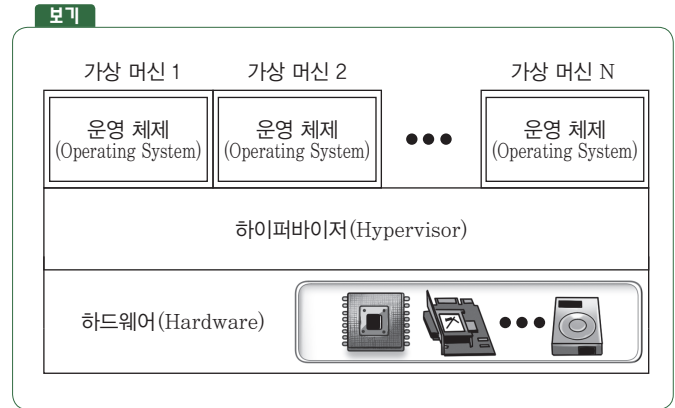 보기
가상 머신 1 가상 머신 2 가상 머신 N
운영 체제 운영 체제 운영 체제
(Operating System) (Operating System) (Operating System)
하이퍼바이저(Hypervisor)
하드웨어(Hardware)